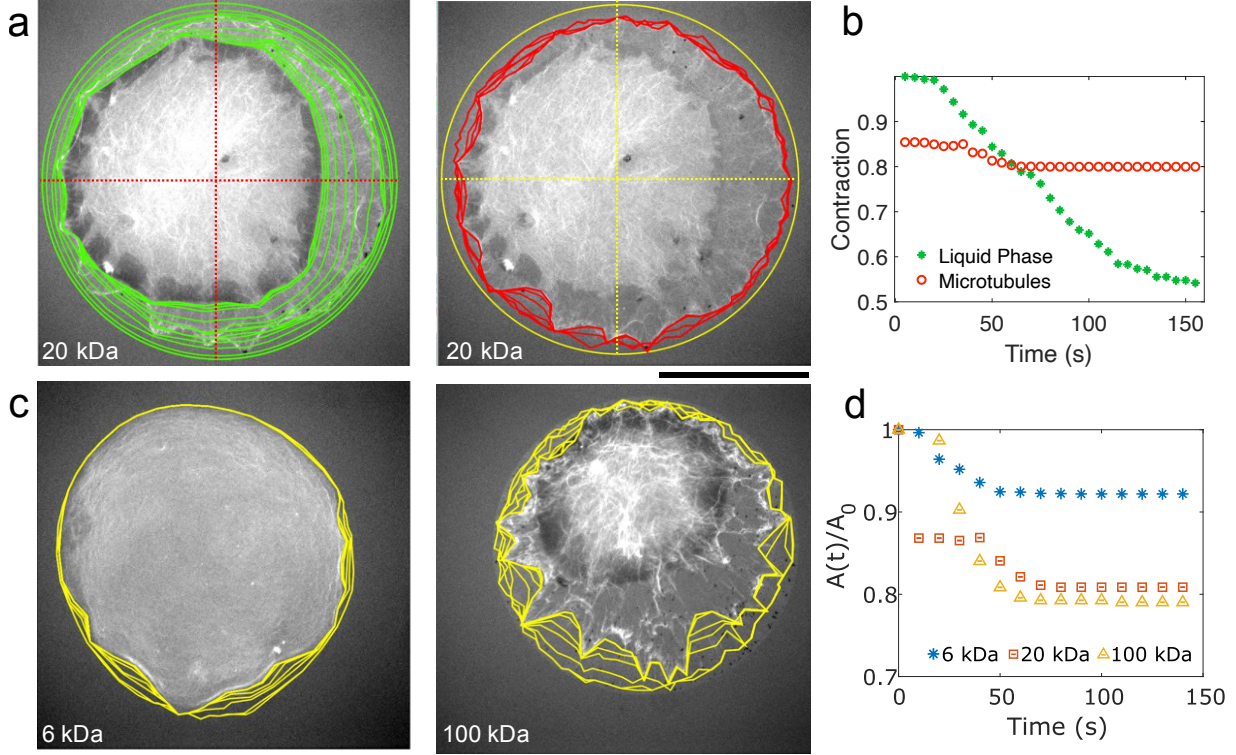 a
20 kDa
20 kDa
b
0.9
0.8
0.7
0.6
0.5
0
50
100
150
Contraction
Time (s)
Liquid Phase
Microtubules
c
6 kDa
100 kDa
d
1
0.9
0.8
0.7
0
50
100
150
A(t)/A₀
Time (s)
6 kDa 20 kDa 100 kDa